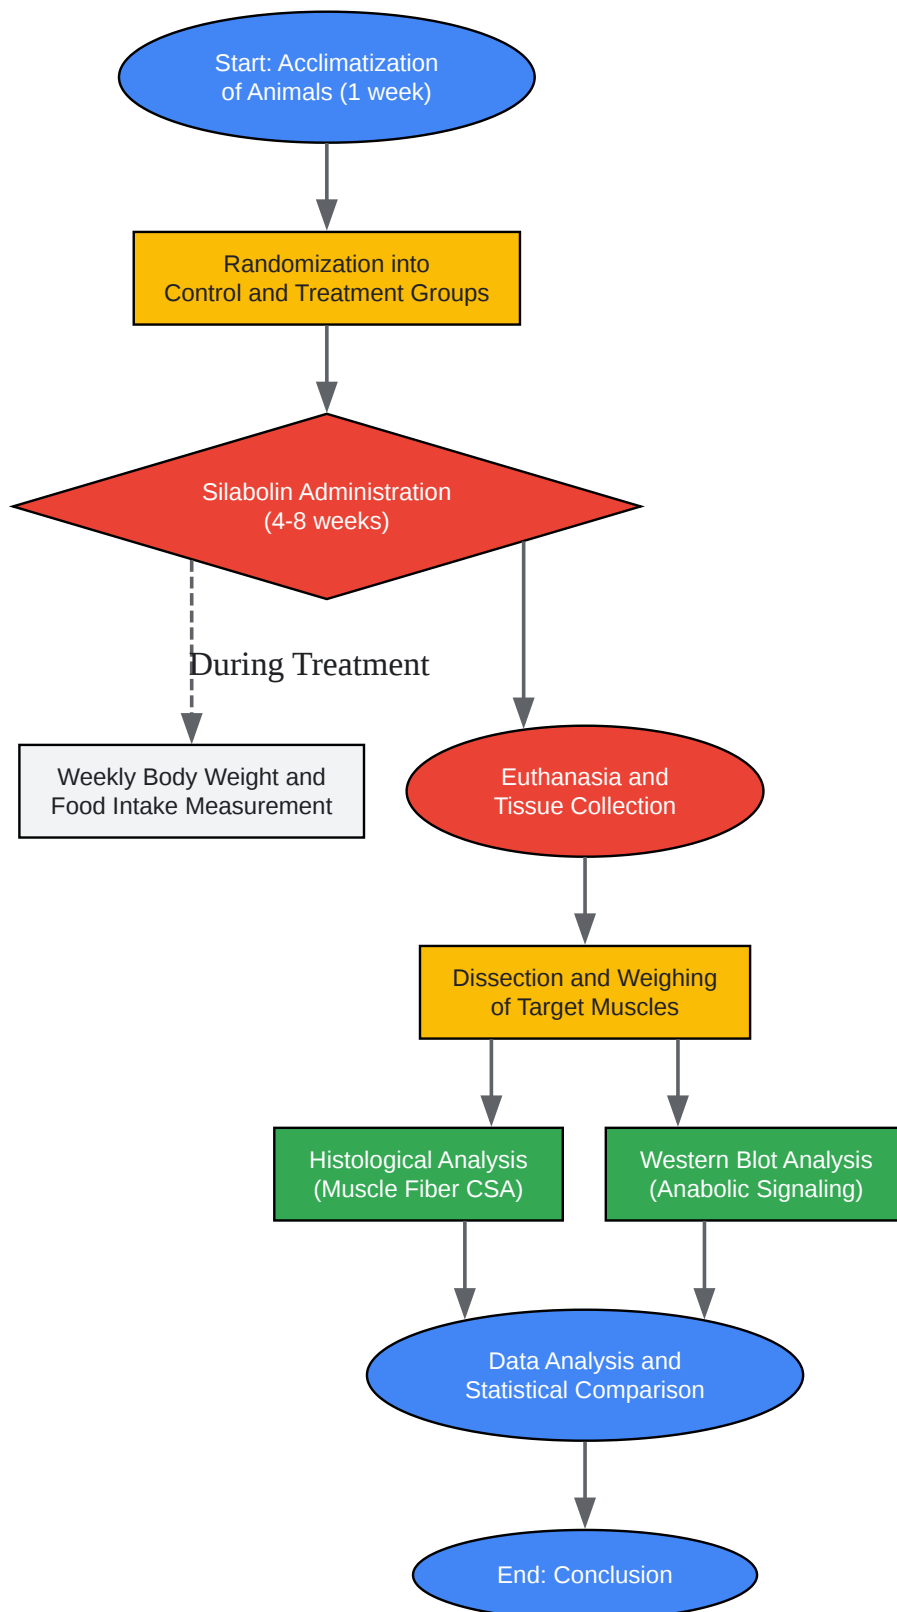 Start: Acclimatization
of Animals (1 week)
Randomization into
Control and Treatment Groups
Silabolin Administration
(4-8 weeks)
During Treatment
Weekly Body Weight and
Food Intake Measurement
Euthanasia and
Tissue Collection
Dissection and Weighing
of Target Muscles
Histological Analysis
(Muscle Fiber CSA)
Western Blot Analysis
(Anabolic Signaling)
Data Analysis and
Statistical Comparison
End: Conclusion